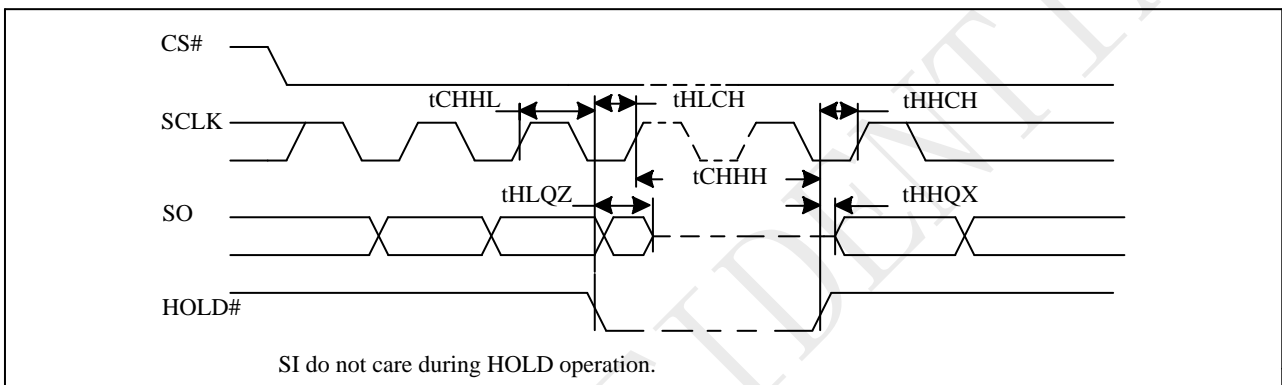 CS#
tCHHL
tHLCH
tHHCH
SCLK
tCHHH
tHLQZ
tHHQX
SO
HOLD#
SI do not care during HOLD operation.